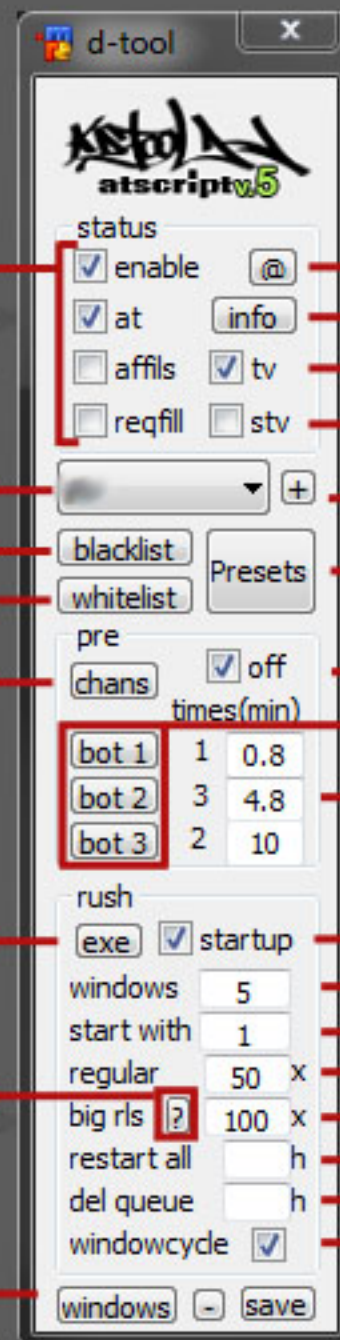 d-tool x
atscript v.5
status
enable @
at info
affils tv
reqfill stv
+
blacklist
Presets
whitelist
pre
chans off
times(min)
bot 1 1 0.8
bot 2 3 4.8
bot 3 2 10
rush
exe startup
windows 5
start with 1
regular 50 x
big rls ? 100 x
restart all h
del queue h
windowcycle
windows - save